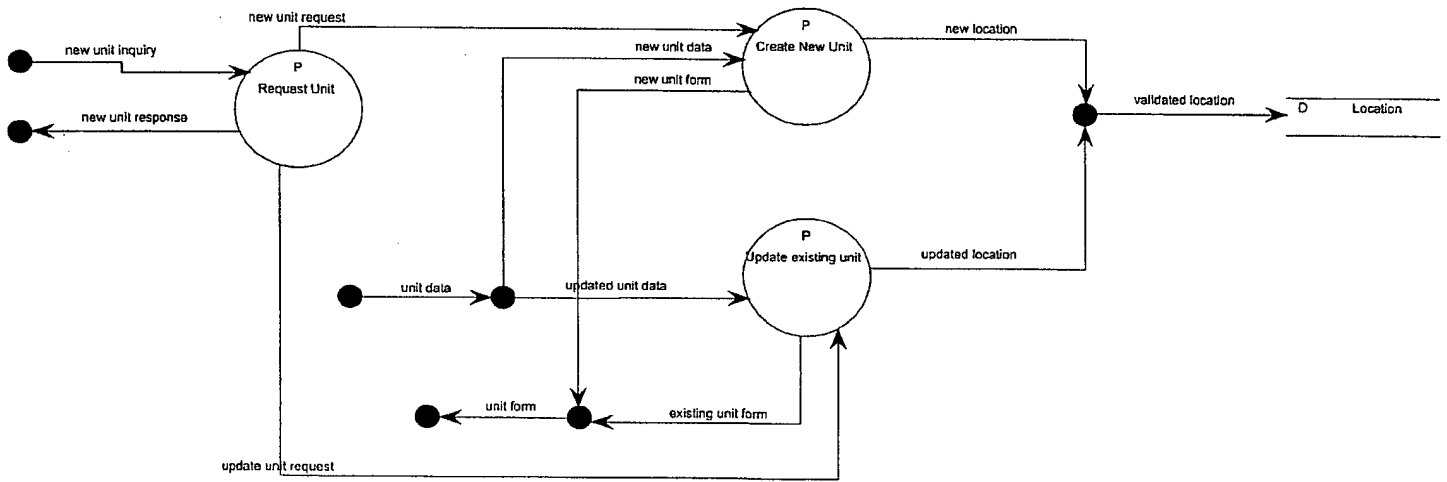 new unit request
P
Create New Unit
new location
new unit inquiry
new unit data
P
Request Unit
new unit form
validated location
D Location
new unit response
P
Update existing unit
updated location
unit data
updated unit data
unit form
existing unit form
update unit request